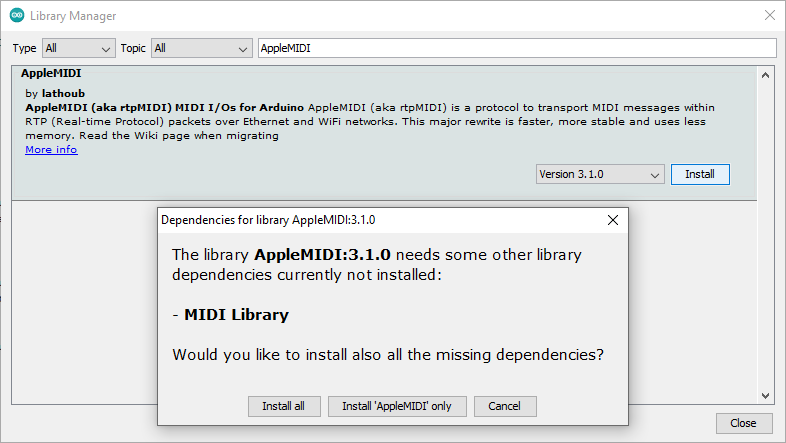 Library Manager
Type All Topic All AppleMIDI
AppleMIDI
by lathoub
AppleMIDI (aka rtpMIDI) MIDI I/Os for Arduino AppleMIDI (aka rtpMIDI) is a protocol to transport MIDI messages within
RTP (Real-time Protocol) packets over Ethernet and WiFi networks. This major rewrite is faster, more stable and uses less
memory. Read the Wiki page when migrating
More info
Version 3.1.0 Install
Dependencies for library AppleMIDI:3.1.0
The library AppleMIDI:3.1.0 needs some other library
dependencies currently not installed:
- MIDI Library
Would you like to install also all the missing dependencies?
Install all Install 'AppleMIDI' only Cancel
Close